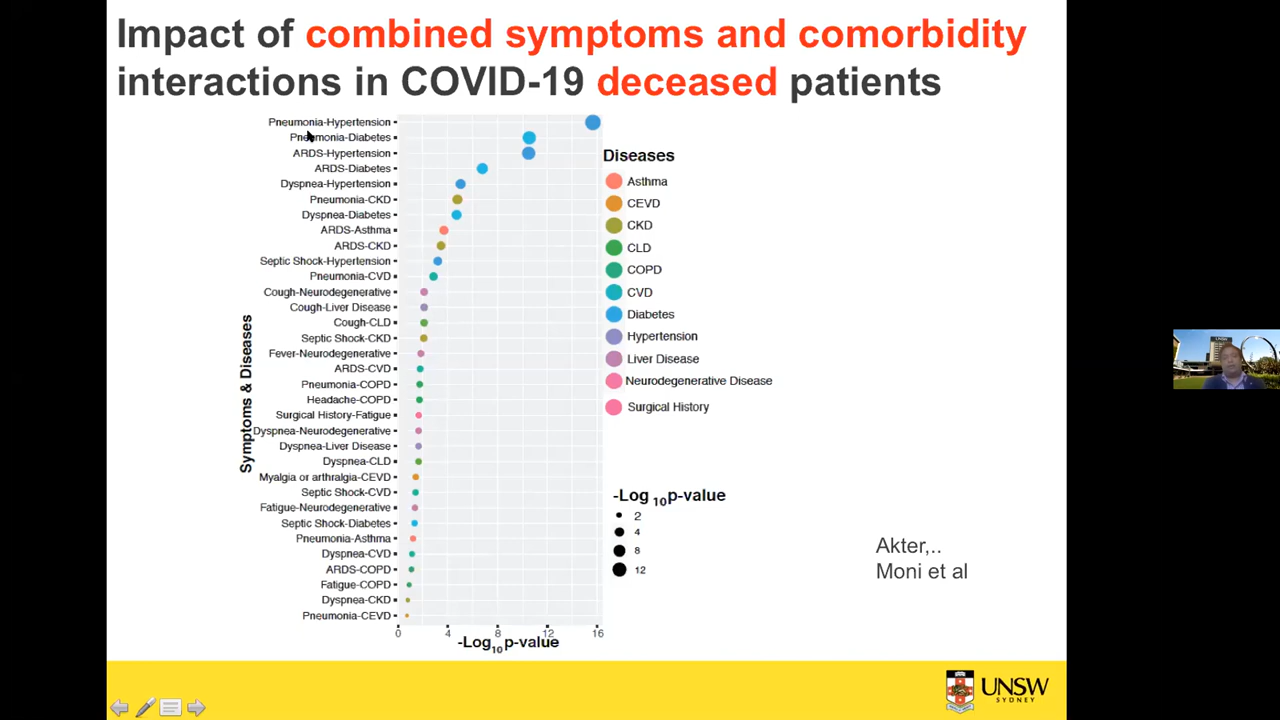 Impact of combined symptoms and comorbidity
interactions in COVID-19 deceased patients
Symptoms & Diseases
Pneumonia-Hypertension
Pneumonia-Diabetes
ARDS-Hypertension
ARDS-Diabetes
Dyspnea-Hypertension
Pneumonia-CKD
Dyspnea-Diabetes
ARDS-Asthma
ARDS-CKD
Septic Shock-Hypertension
Pneumonia-CVD
Cough-Neurodegenerative
Cough-Liver Disease
Cough-CLD
Septic Shock-CKD
Fever-Neurodegenerative
ARDS-CVD
Pneumonia-COPD
Headache-COPD
Surgical History-Fatigue
Dyspnea-Neurodegenerative
Dyspnea-Liver Disease
Dyspnea-CLD
Myalgia or arthralgia-CEVD
Septic Shock-CVD
Fatigue-Neurodegenerative
Septic Shock-Diabetes
Pneumonia-Asthma
Dyspnea-CVD
ARDS-COPD
Fatigue-COPD
Dyspnea-CKD
Pneumonia-CEVD
0 4 8 12 16
-Log10p-value
Diseases
Asthma
CEVD
CKD
CLD
COPD
CVD
Diabetes
Hypertension
Liver Disease
Neurodegenerative Disease
Surgical History
-Log 10p-value
2
4
8
12
Akter,..
Moni et al
UNSW
SYDNEY
UNSW